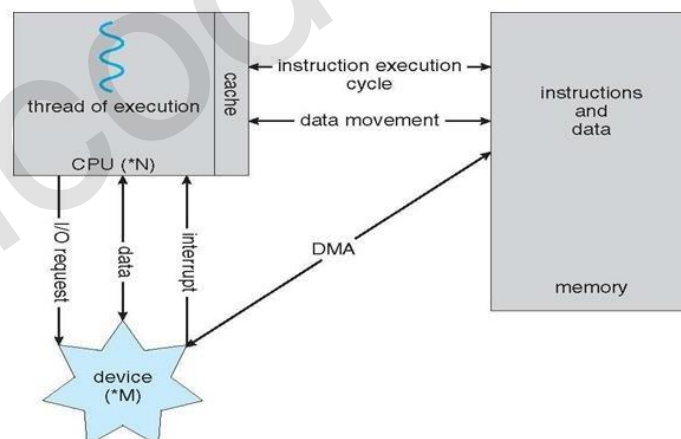 thread of execution
cache
CPU (*N)
instruction execution
cycle
data movement
instructions
and
data
memory
I/O request
data
interrupt
DMA
device
(*M)